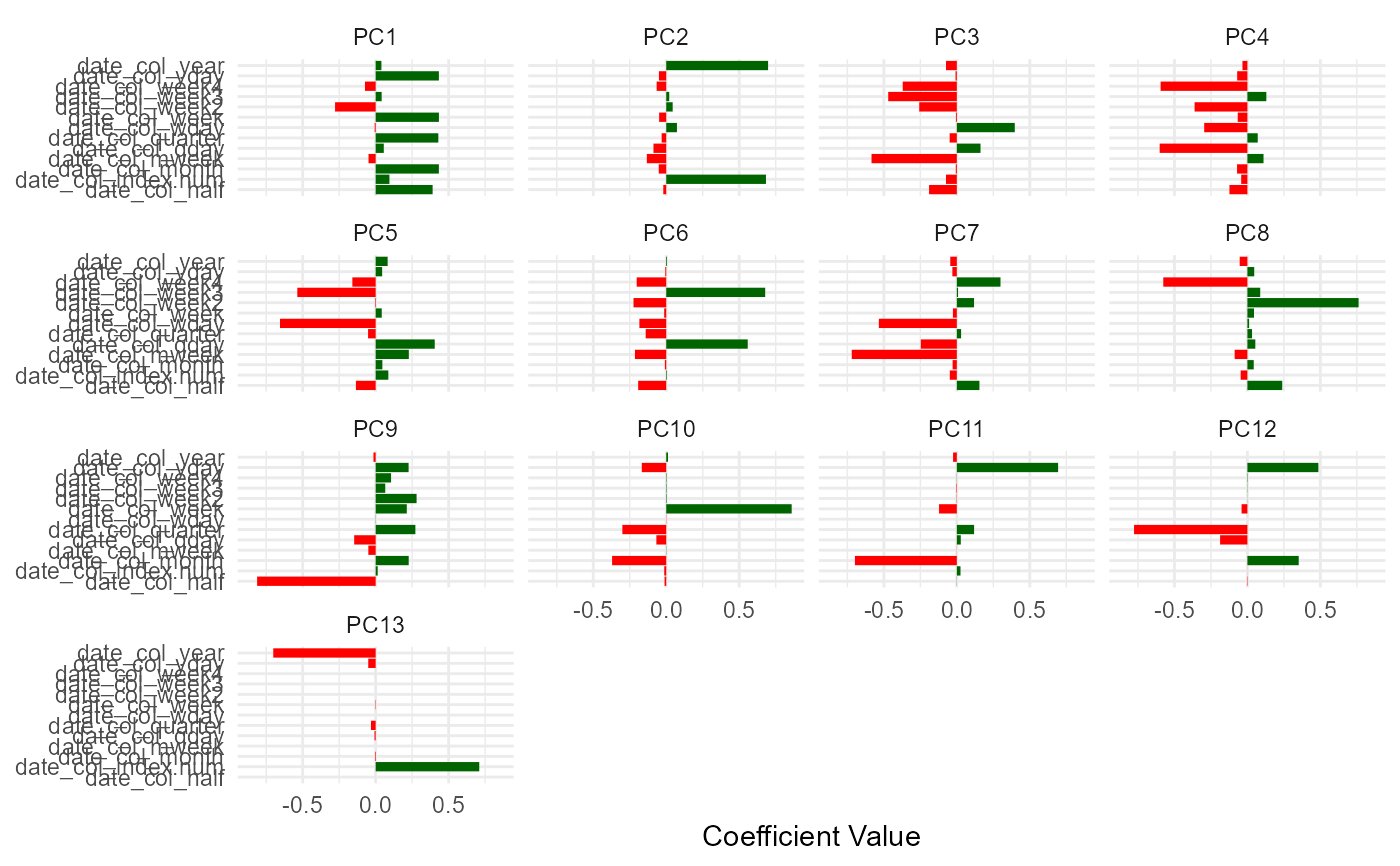 PC1 PC2 PC3 PC4
date_col_year
date_col_yday
date_col_week4
date_col_week3
date_col_week2
date_col_week
date_col_wday
date_col_quarter
date_col_qday
date_col_mweek
date_col_month
date_col_index.num
date_col_half
PC5 PC6 PC7 PC8
date_col_year
date_col_yday
date_col_week4
date_col_week3
date_col_week2
date_col_week
date_col_wday
date_col_quarter
date_col_qday
date_col_mweek
date_col_month
date_col_index.num
date_col_half
PC9 PC10 PC11 PC12
date_col_year
date_col_yday
date_col_week4
date_col_week3
date_col_week2
date_col_week
date_col_wday
date_col_quarter
date_col_qday
date_col_mweek
date_col_month
date_col_index.num
date_col_half
-0.5 0.0 0.5 -0.5 0.0 0.5 -0.5 0.0 0.5
PC13
date_col_year
date_col_yday
date_col_week4
date_col_week3
date_col_week2
date_col_week
date_col_wday
date_col_quarter
date_col_qday
date_col_mweek
date_col_month
date_col_index.num
date_col_half
-0.5 0.0 0.5
Coefficient Value